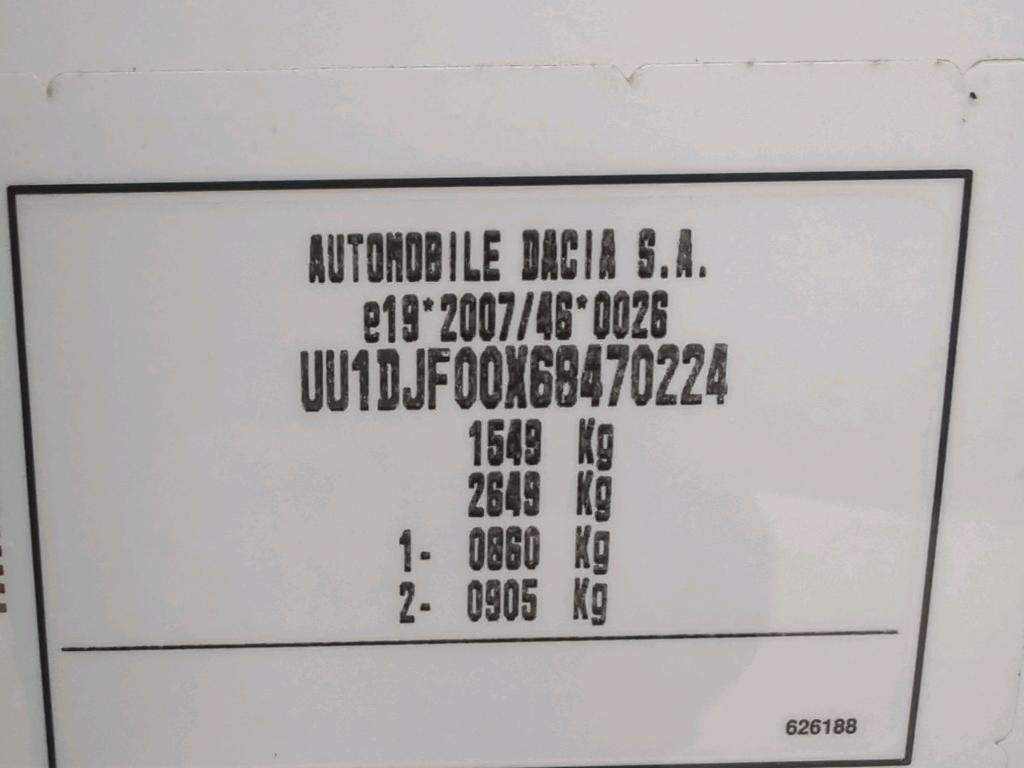 AUTOMOBILE DACIA S.A.
e19*2007/46*0026
UU1DJF00X68470224
1549 Kg
2649 Kg
1- 0860 Kg
2- 0905 Kg
626188